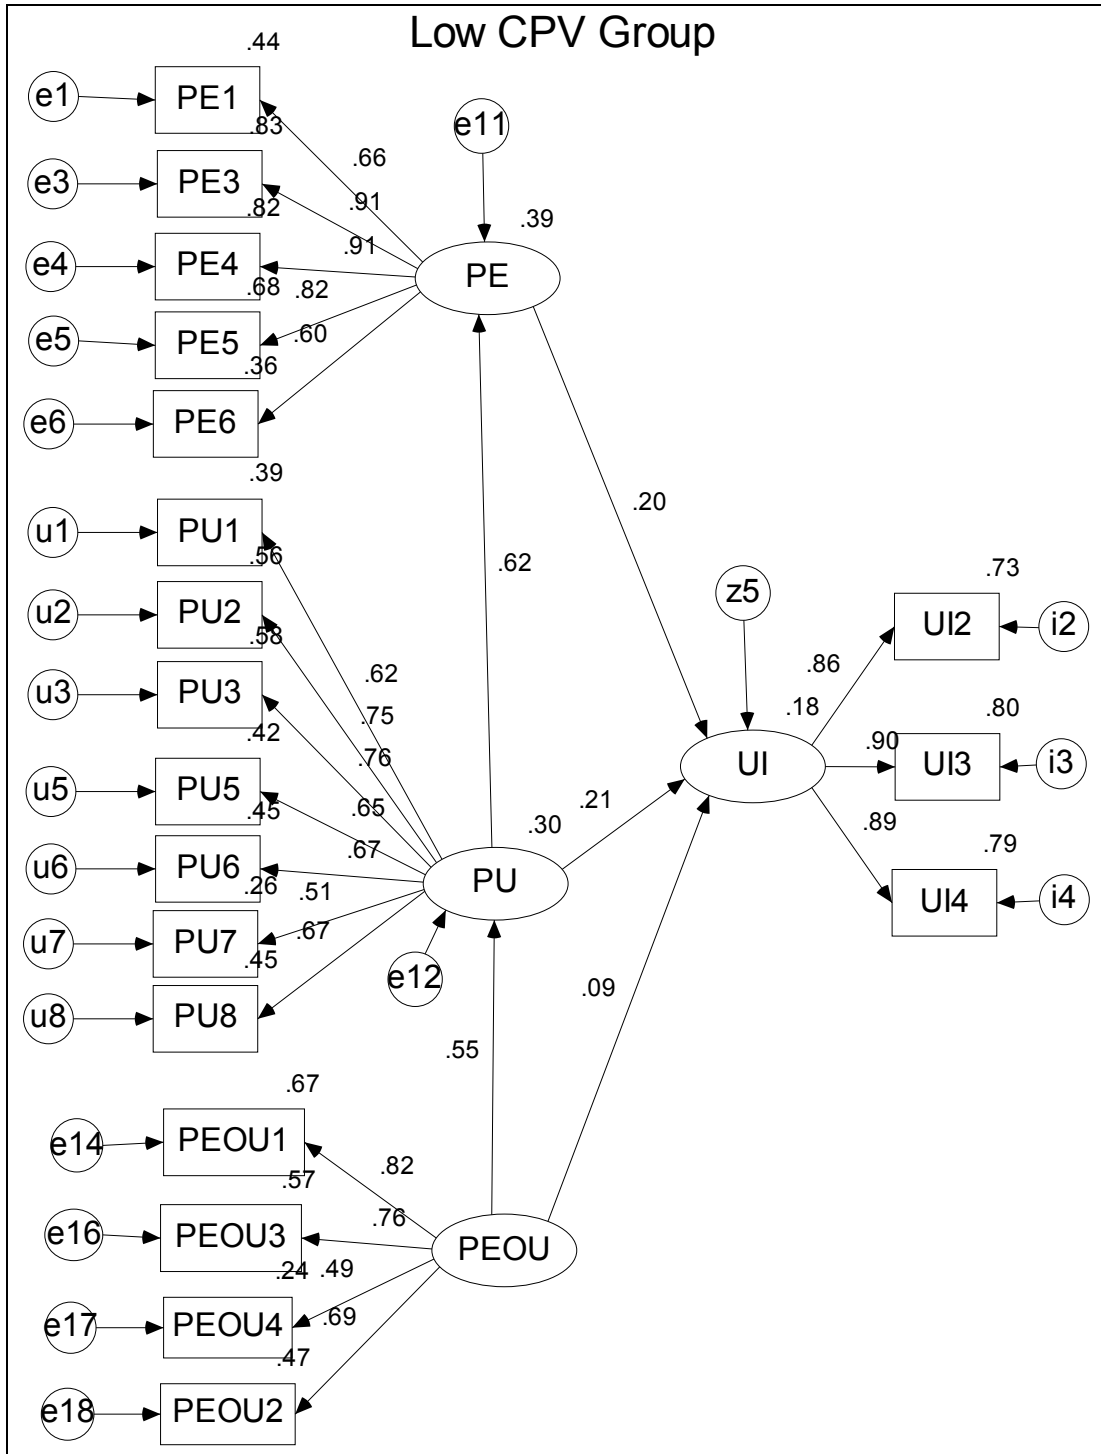 Low CPV Group
.44
e1
PE1
.83
e11
.66
e3
PE3
.82
.91
.39
e4
PE4
.91
PE
.68
.82
e5
PE5
.60
.36
e6
PE6
.39
.20
u1
PU1
.56
.62
.73
z5
u2
PU2
UI2
i2
.58
.86
u3
PU3
.62
.18
.80
.42
.75
.90
.76
UI
UI3
i3
u5
PU5
.65
.21
.45
.30
.89
.67
.79
u6
PU6
.51
PU
.26
UI4
i4
u7
PU7
.67
.45
e12
.09
u8
PU8
.55
.67
e14
PEOU1
.82
.57
.76
e16
PEOU3
PEOU
.24
.49
e17
PEOU4
.69
.47
e18
PEOU2